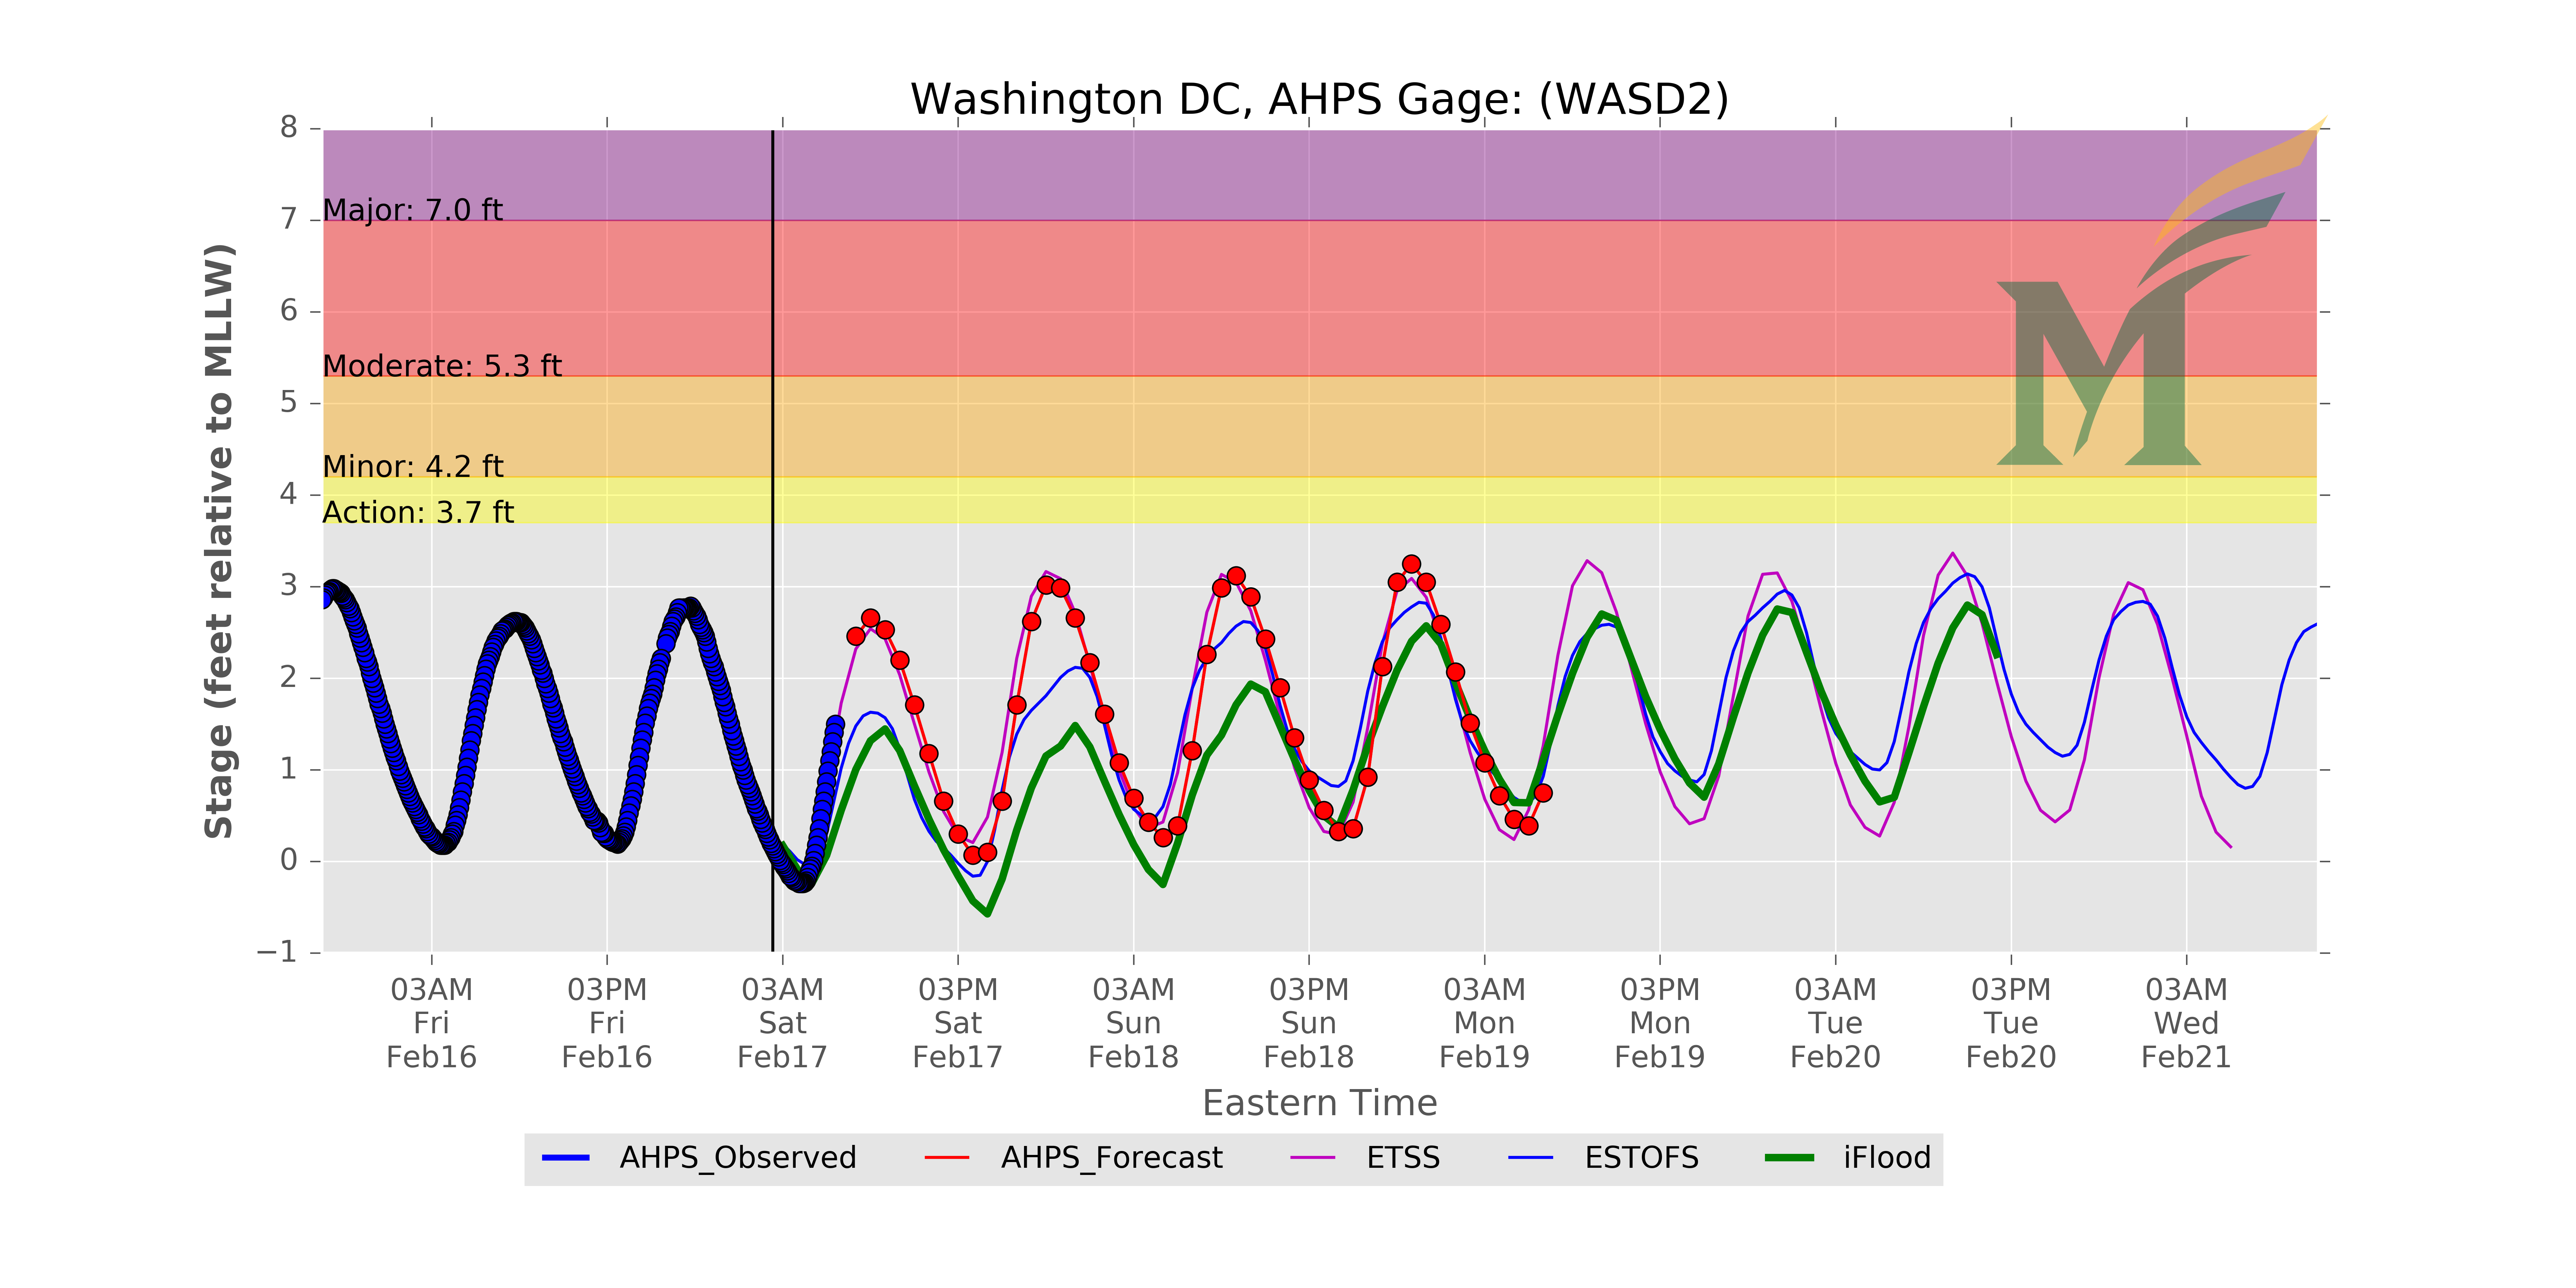 Washington DC, AHPS Gage: (WASD2)
Stage (feet relative to MLLW)
8
7
6
5
4
3
2
1
0
−1
Major: 7.0 ft
Moderate: 5.3 ft
Minor: 4.2 ft
Action: 3.7 ft
M
03AM 03PM 03AM 03PM 03AM 03PM 03AM 03PM 03AM 03PM 03AM
Fri Fri Sat Sat Sun Sun Mon Mon Tue Tue Wed
Feb16 Feb16 Feb17 Feb17 Feb18 Feb18 Feb19 Feb19 Feb20 Feb20 Feb21
Eastern Time
AHPS_Observed AHPS_Forecast ETSS ESTOFS iFlood